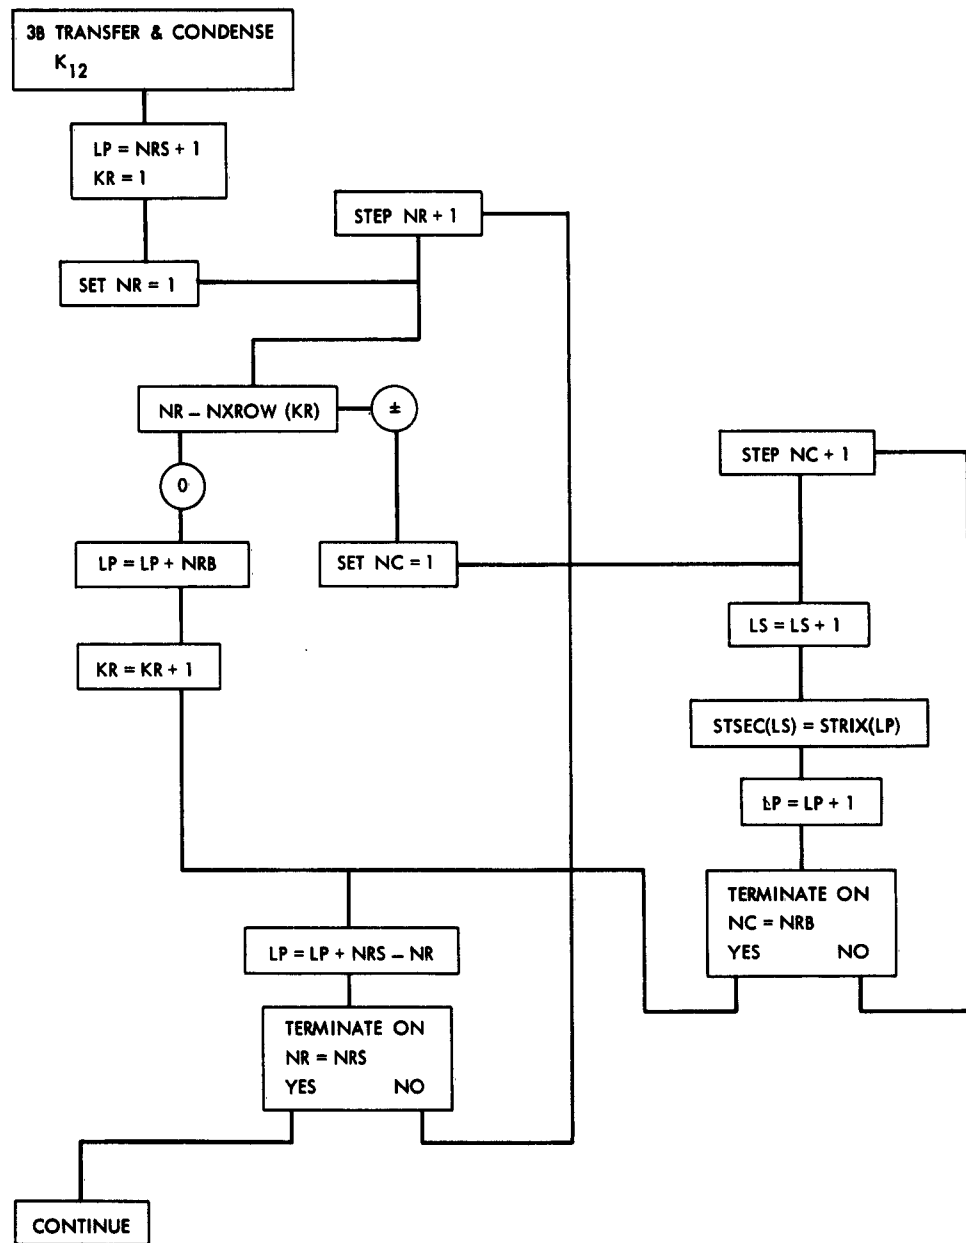 3B TRANSFER & CONDENSE
K12
LP = NRS + 1
KR = 1
STEP NR + 1
SET NR = 1
NR – NXROW (KR)
±
STEP NC + 1
0
LP = LP + NRB
SET NC = 1
LS = LS + 1
KR = KR + 1
STSEC(LS) = STRIX(LP)
LP = LP + 1
TERMINATE ON
NC = NRB
YES NO
LP = LP + NRS – NR
TERMINATE ON
NR = NRS
YES NO
CONTINUE